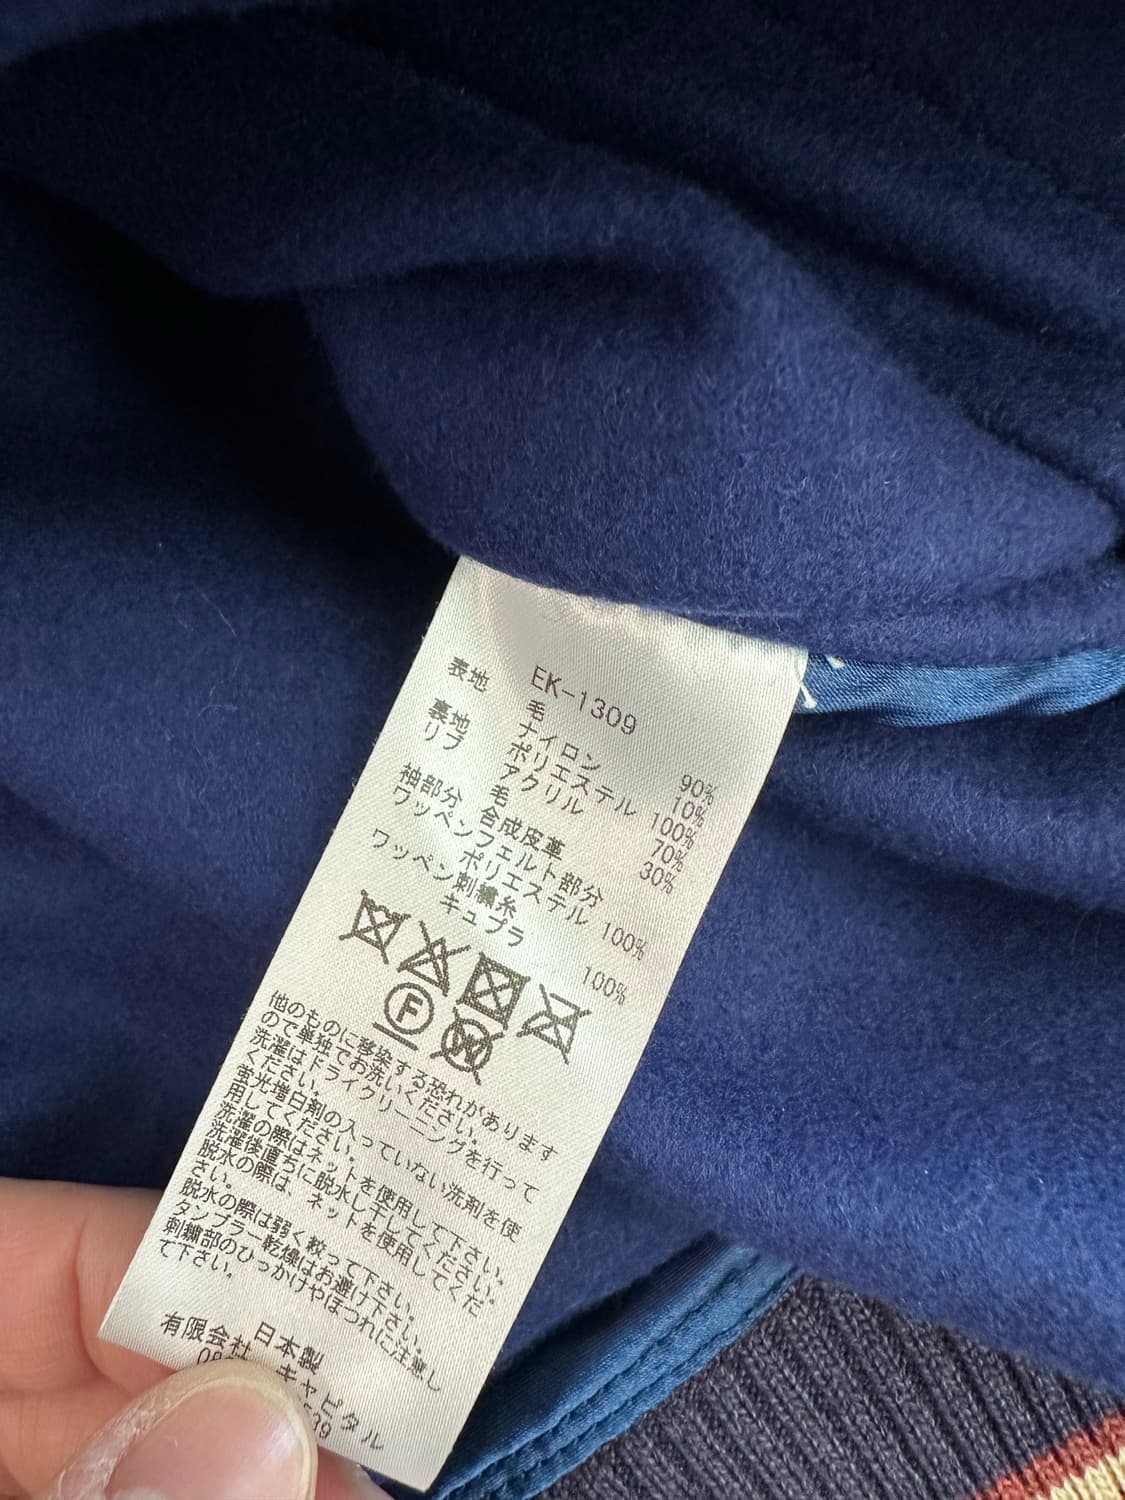 EK-1309
表地 毛 90%
ナイロン 10%
裏地 ポリエステル 100%
リブ アクリル 70%
毛 30%
袖部分 合成皮革
ワッペンフェルト部分
ポリエステル 100%
ワッペン刺繍糸
キュプラ 100%
F
W
他のものに移染する恐れがあります
ので単独でお洗いください。
洗濯はドライクリーニングを行って
ください。
蛍光増白剤の入っていない洗剤を使
用してください。
洗濯の際はネットを使用して下さい。
洗濯後直ちに脱水し干してください。
脱水の際は、ネットを使用してくだ
さい。
脱水の際は弱く絞って下さい。
タンブラー乾燥はお避け下さい。
刺繍部のひっかけやほつれに注意し
て下さい。
日本製
有限会社 キャピタル